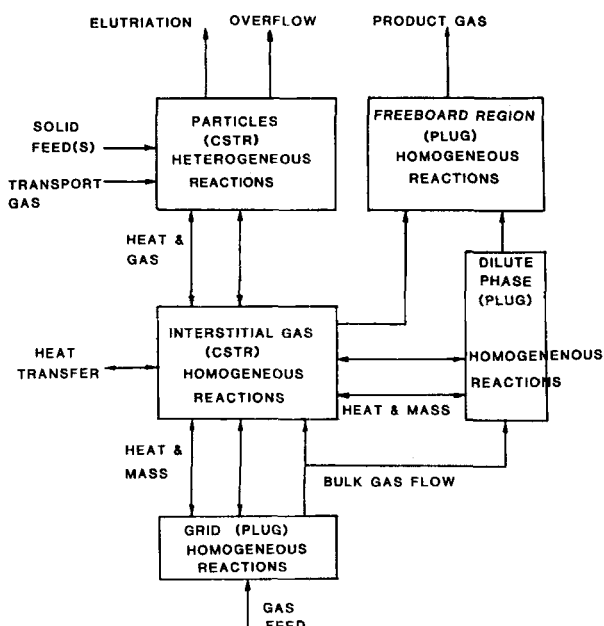 ELUTRIATION
OVERFLOW
PRODUCT GAS
PARTICLES
(CSTR)
HETEROGENEOUS
REACTIONS
FREEBOARD REGION
(PLUG)
HOMOGENEOUS
REACTIONS
SOLID
FEED(S)
TRANSPORT
GAS
HEAT &
GAS
DILUTE
PHASE
(PLUG)
HOMOGENENOUS
REACTIONS
INTERSTITIAL GAS
(CSTR)
HOMOGENEOUS
REACTIONS
HEAT
TRANSFER
HEAT & MASS
HEAT &
MASS
BULK GAS FLOW
GRID (PLUG)
HOMOGENEOUS
REACTIONS
GAS
FEED